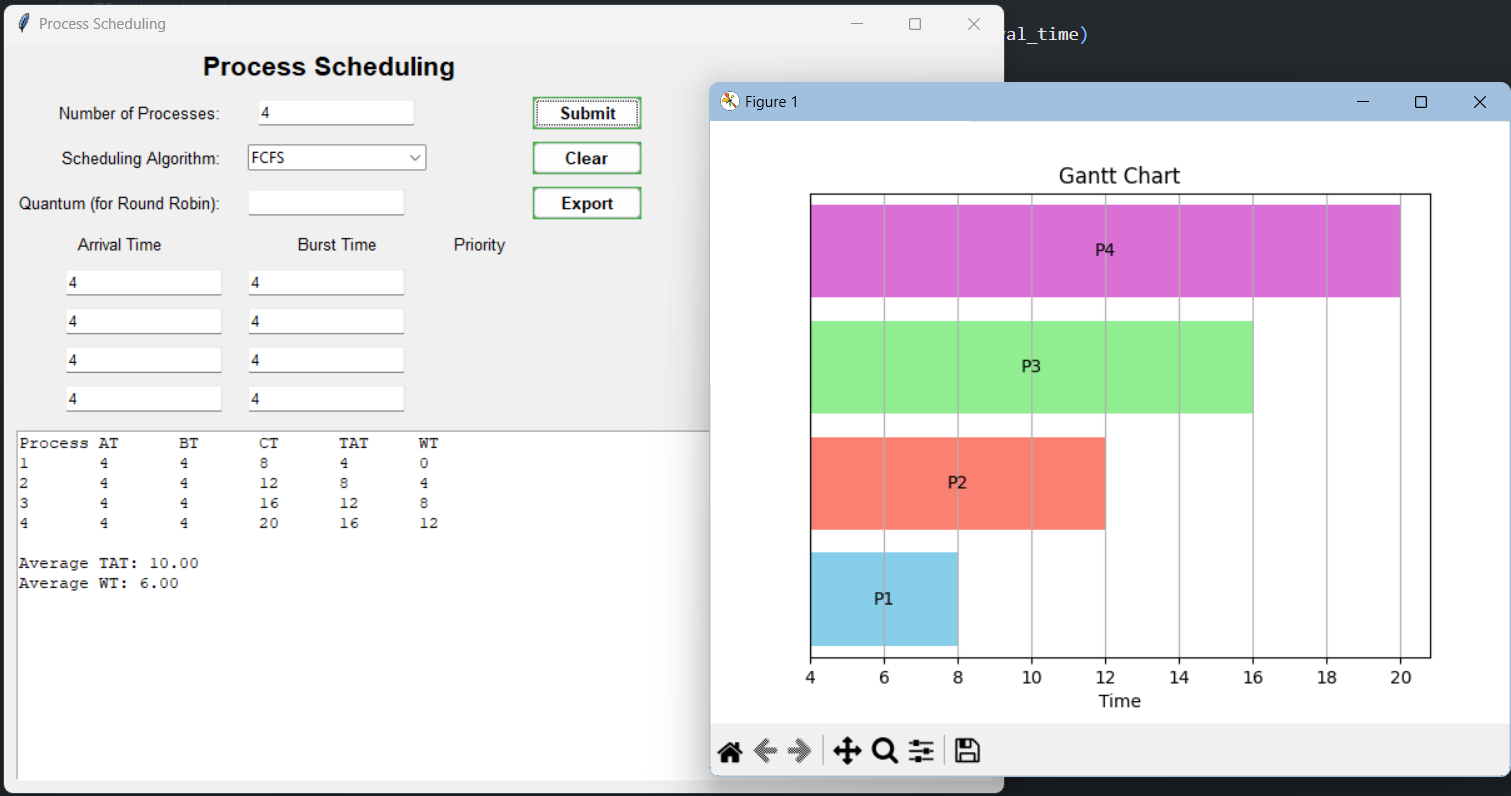 Process Scheduling
val_time)
Process Scheduling
Number of Processes: 4 Submit
Scheduling Algorithm: FCFS Clear
Quantum (for Round Robin): Export
Arrival Time Burst Time Priority
4 4
4 4
4 4
4 4
Process AT BT CT TAT WT
1 4 4 8 4 0
2 4 4 12 8 4
3 4 4 16 12 8
4 4 4 20 16 12
Average TAT: 10.00
Average WT: 6.00
Figure 1
Gantt Chart
P4
P3
P2
P1
4 6 8 10 12 14 16 18 20
Time